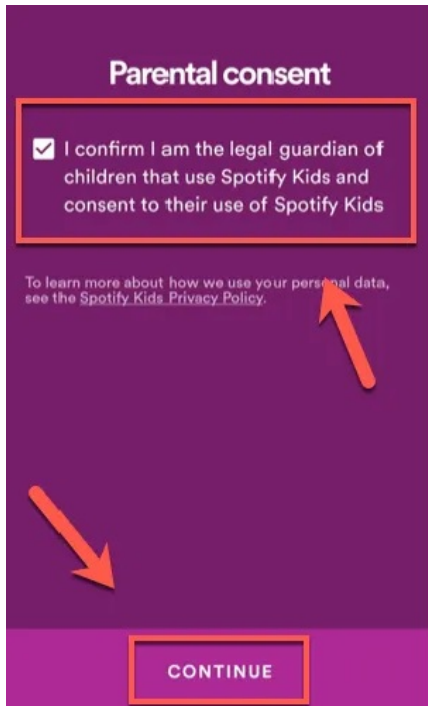 Parental consent
I confirm I am the legal guardian of
children that use Spotify Kids and
consent to their use of Spotify Kids
To learn more about how we use your personal data,
see the Spotify Kids Privacy Policy.
CONTINUE